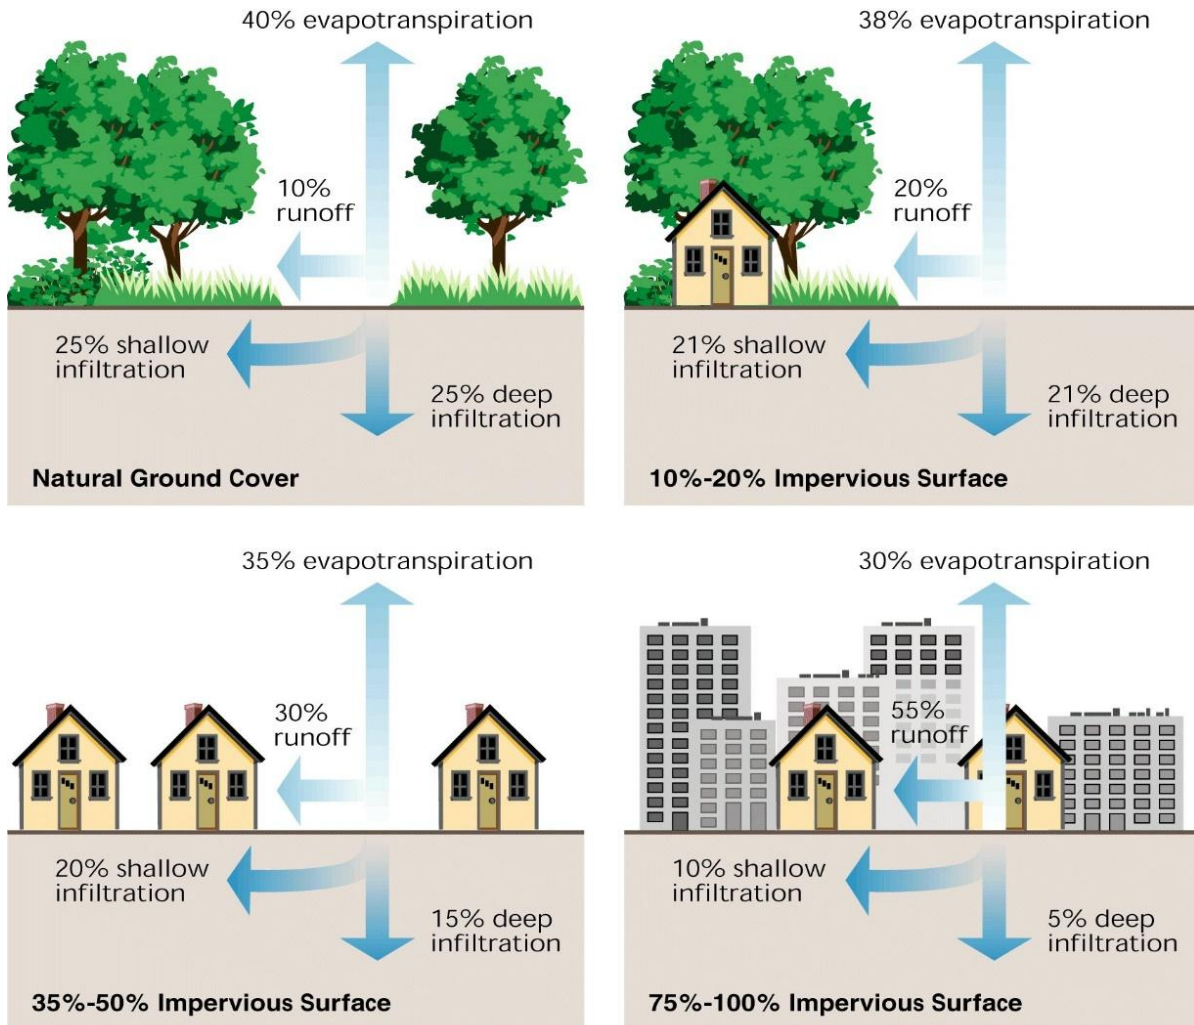 40% evapotranspiration
10%
runoff
25% shallow
infiltration
25% deep
infiltration
Natural Ground Cover
38% evapotranspiration
20%
runoff
21% shallow
infiltration
21% deep
infiltration
10%-20% Impervious Surface
35% evapotranspiration
30%
runoff
20% shallow
infiltration
15% deep
infiltration
35%-50% Impervious Surface
30% evapotranspiration
55%
runoff
10% shallow
infiltration
5% deep
infiltration
75%-100% Impervious Surface